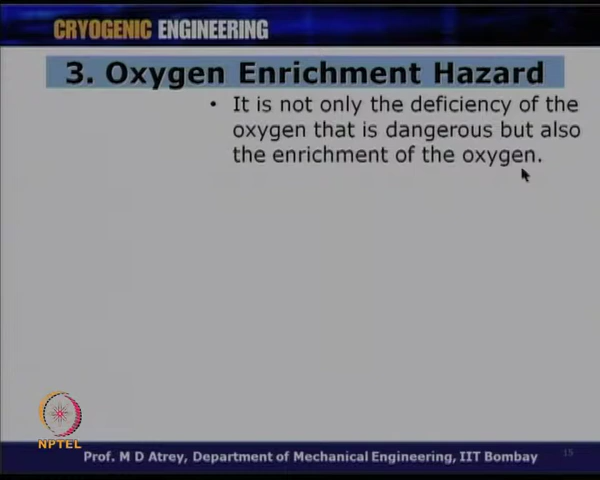 CRYOGENIC ENGINEERING
3. Oxygen Enrichment Hazard
• It is not only the deficiency of the
oxygen that is dangerous but also
the enrichment of the oxygen.
NPTEL
Prof. M D Atrey, Department of Mechanical Engineering, IIT Bombay
15